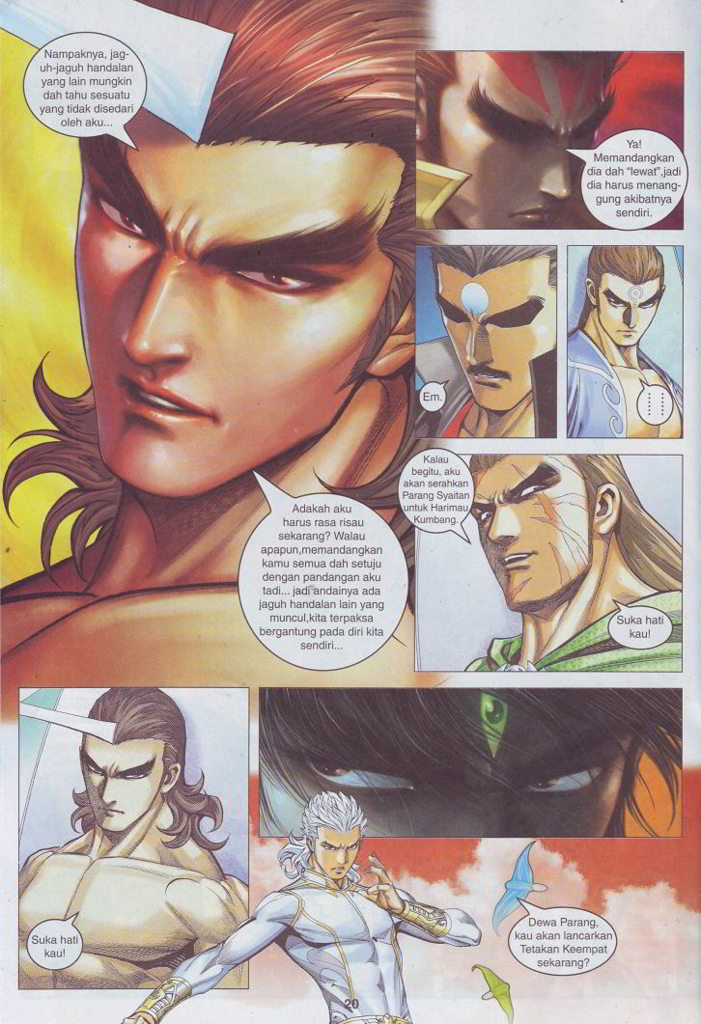 Nampaknya, jag-
uh-jaguh handalan
yang lain mungkin
dah tahu sesuatu
yang tidak disedari
oleh aku...
Ya!
Memandangkan
dia dah "lewat",jadi
dia harus menang-
gung akibatnya
sendiri.
Em.
......
Adakah aku
harus rasa risau
sekarang? Walau
apapun,memandangkan
kamu semua dah setuju
dengan pandangan aku
tadi... jadi andainya ada
jaguh handalan lain yang
muncul,kita terpaksa
bergantung pada diri kita
sendiri...
Kalau
begitu, aku
akan serahkan
Parang Syaitan
untuk Harimau
Kumbang.
Suka hati
kau!
Suka hati
kau!
Dewa Parang,
kau akan lancarkan
Tetakan Keempat
sekarang?
20